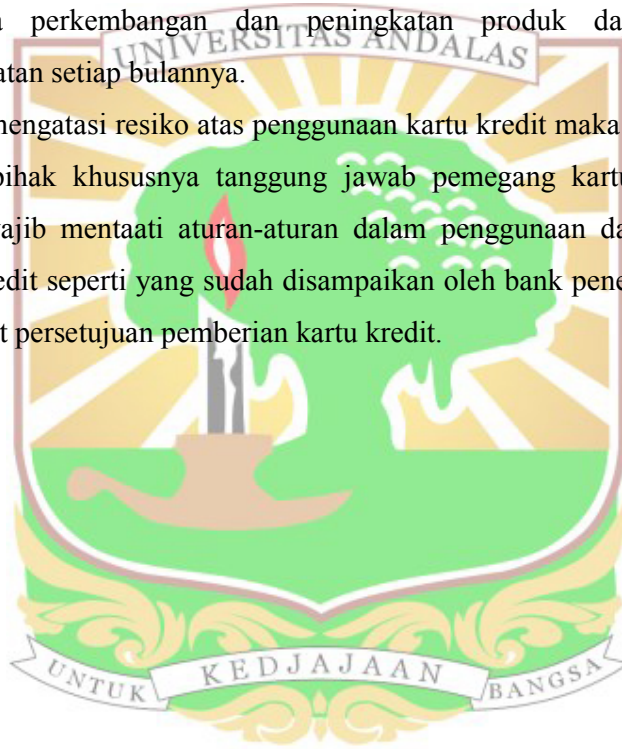 perkembangan dan peningkatan produk
UNIVERSITAS ANDALAS
setiap bulannya.
mengatasi resiko atas penggunaan kartu kredit maka
pihak khususnya tanggung jawab pemegang kartu
wajib mentaati aturan-aturan dalam penggunaan
seperti yang sudah disampaikan oleh bank
persetujuan pemberian kartu kredit.
UNTUK KEDJAJAAN BANGSA